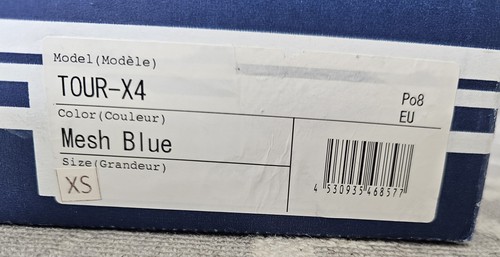 Model(Modèle)
TOUR-X4
Po8
EU
Color(Couleur)
Mesh Blue
Size(Grandeur)
XS
4 530935 468577